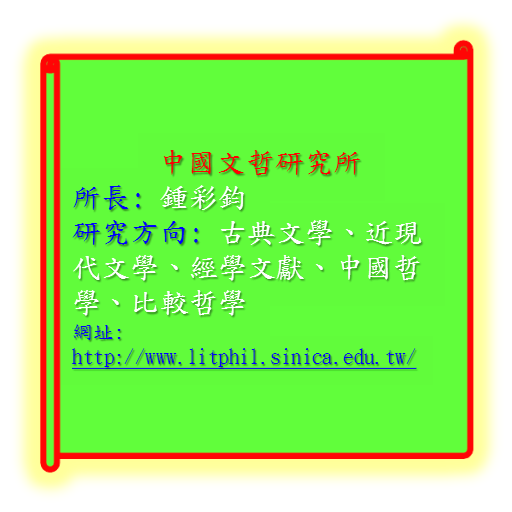 中國文哲研究所
所長: 鍾彩鈞
研究方向: 古典文學、近現
代文學、經學文獻、中國哲
學、比較哲學
網址:
http://www.litphil.sinica.edu.tw/